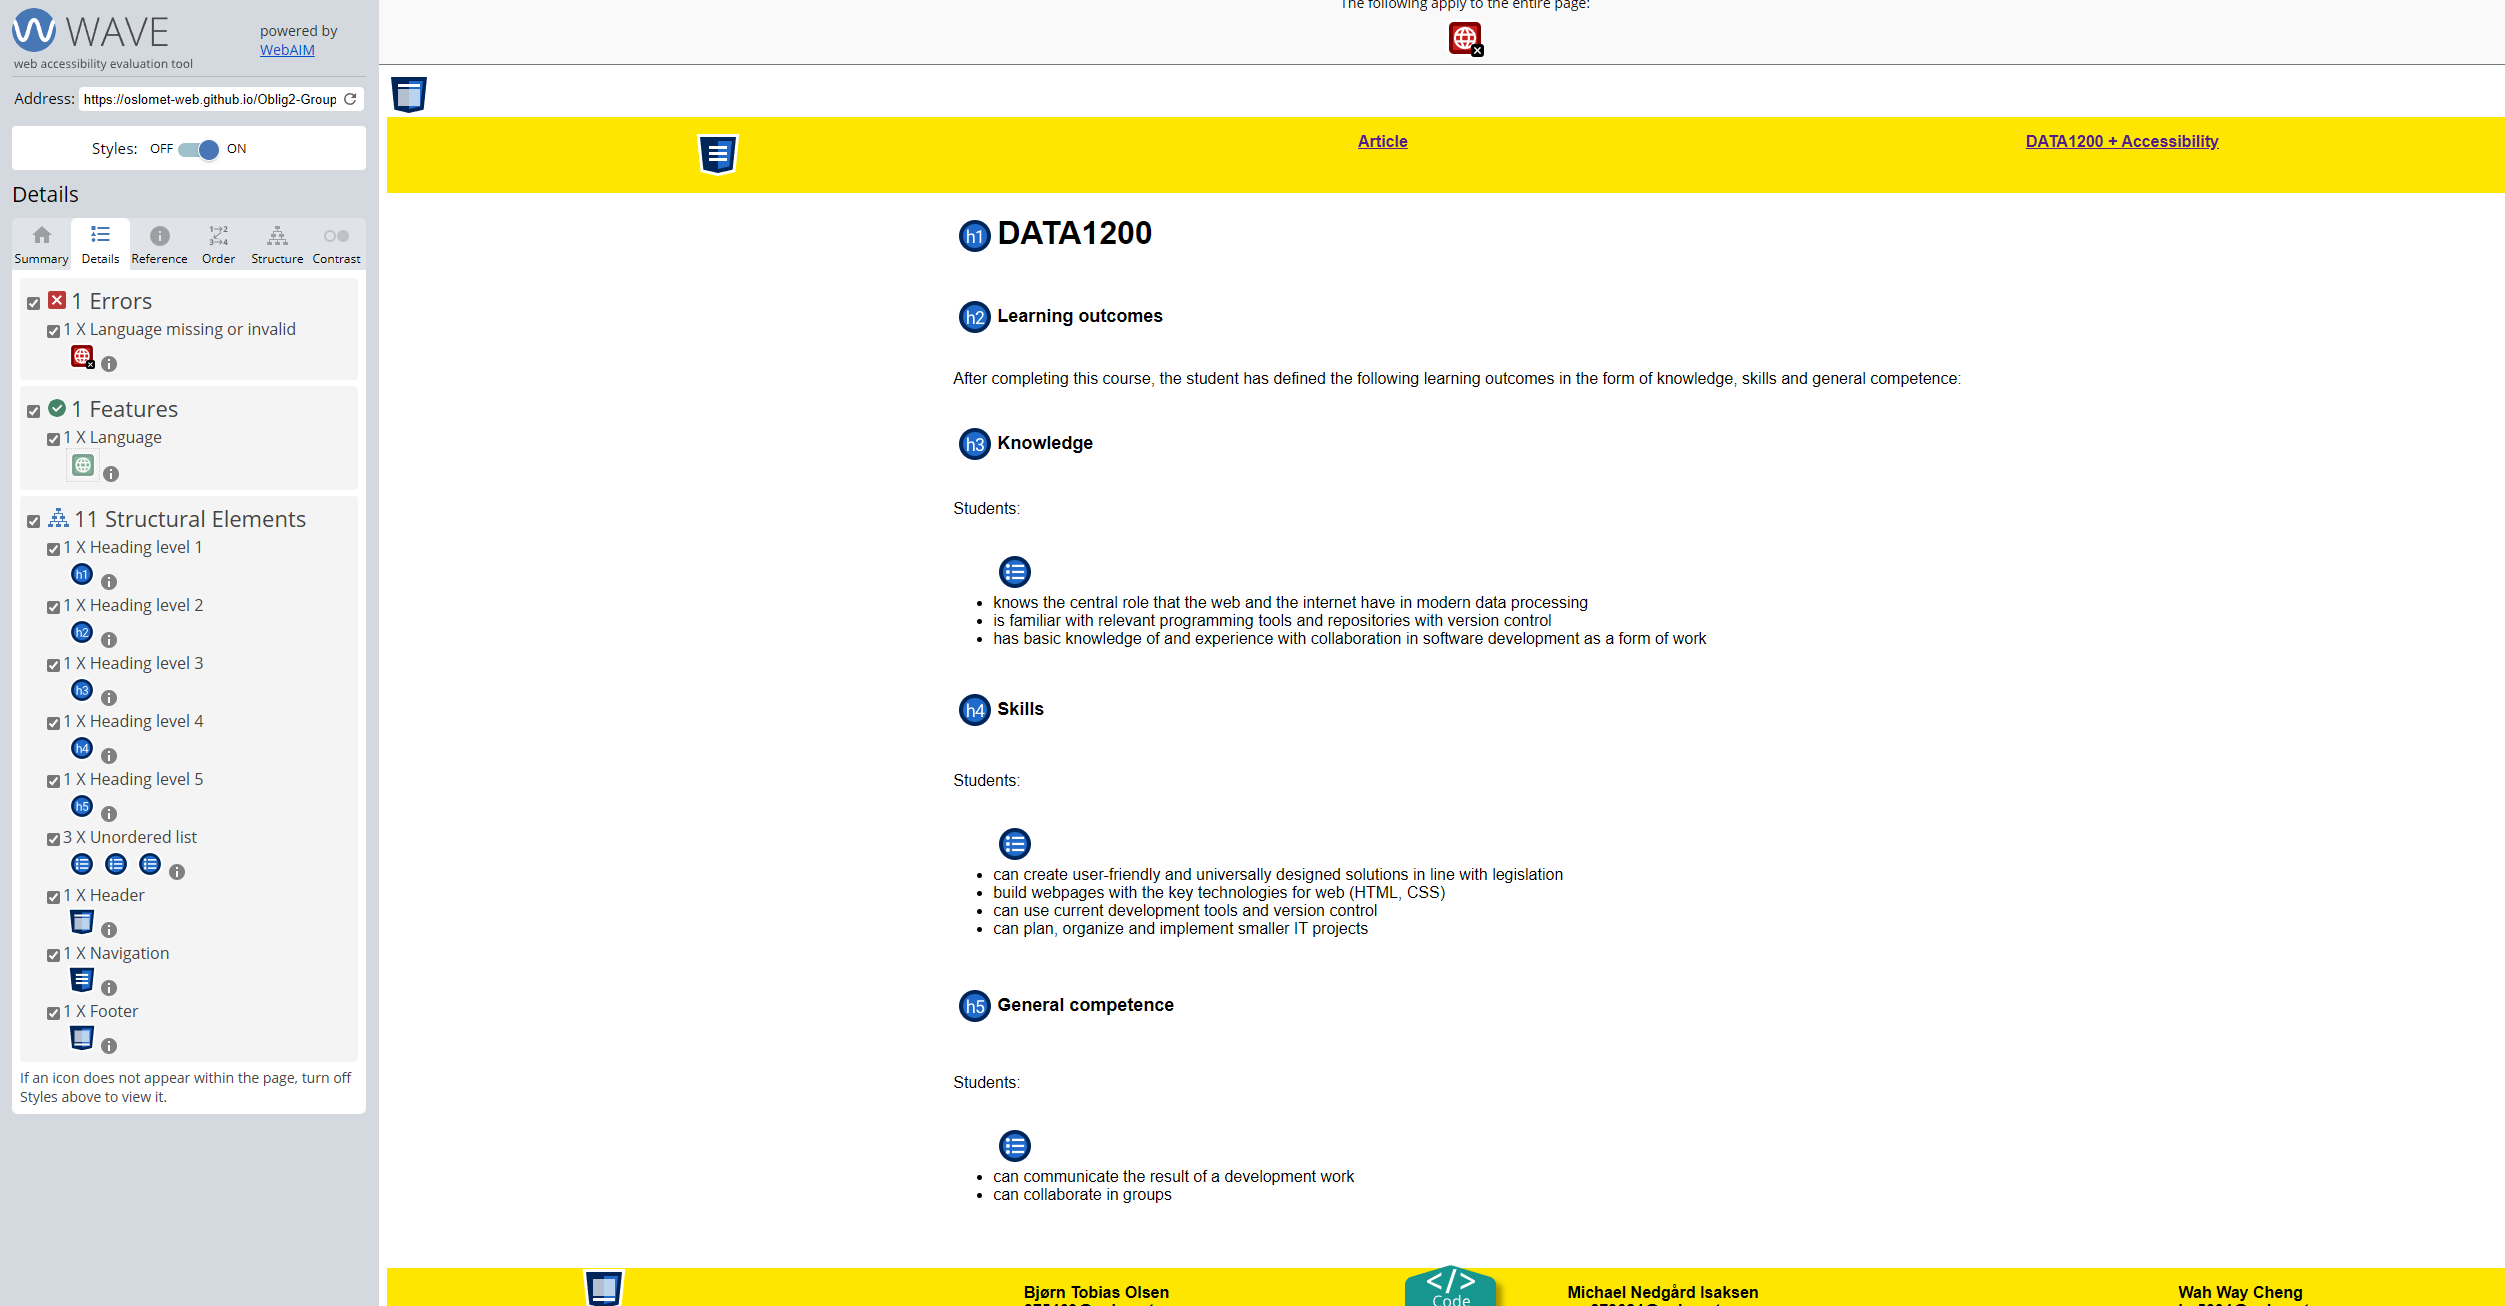 WAVE
powered by
WebAIM
web accessibility evaluation tool
Address: https://oslomet-web.github.io/Oblig2-Group
Styles: OFF ON
Details
Summary Details Reference Order Structure Contrast
1 Errors
1 X Language missing or invalid
1 Features
1 X Language
11 Structural Elements
1 X Heading level 1
h1
1 X Heading level 2
h2
1 X Heading level 3
h3
1 X Heading level 4
h4
1 X Heading level 5
h5
3 X Unordered list
1 X Header
1 X Navigation
1 X Footer
If an icon does not appear within the page, turn off
Styles above to view it.
The following apply to the entire page:
Article
DATA1200 + Accessibility
h1 DATA1200
h2 Learning outcomes
After completing this course, the student has defined the following learning outcomes in the form of knowledge, skills and general competence:
h3 Knowledge
Students:
knows the central role that the web and the internet have in modern data processing
is familiar with relevant programming tools and repositories with version control
has basic knowledge of and experience with collaboration in software development as a form of work
h4 Skills
Students:
can create user-friendly and universally designed solutions in line with legislation
build webpages with the key technologies for web (HTML, CSS)
can use current development tools and version control
can plan, organize and implement smaller IT projects
h5 General competence
Students:
can communicate the result of a development work
can collaborate in groups
Bjørn Tobias Olsen
</>
Code
Michael Nedgård Isaksen
Wah Way Cheng